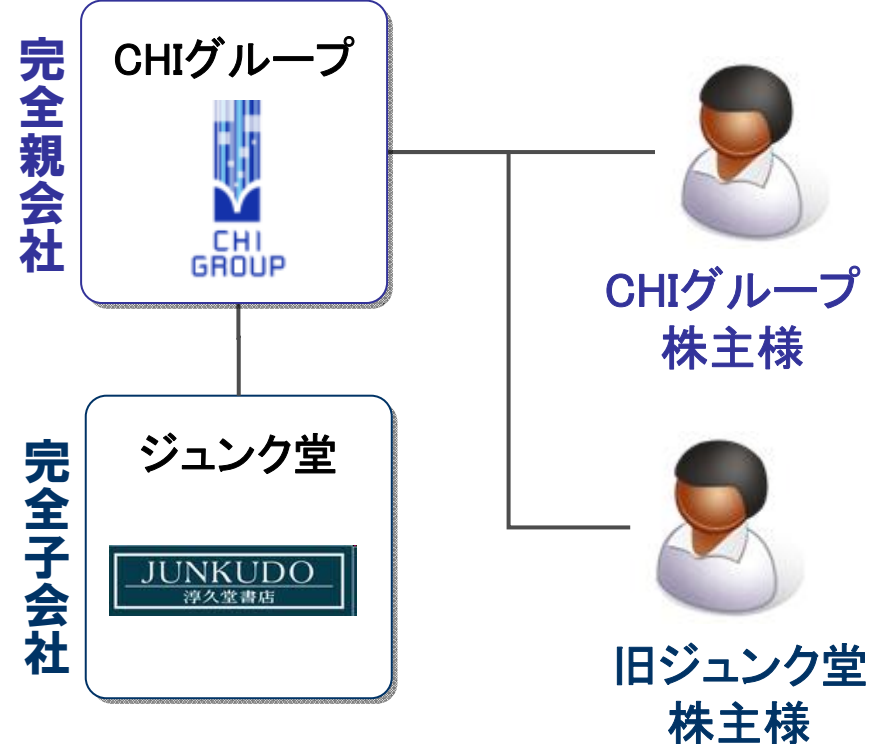 完全親会社
CHIグループ
CHI
GROUP
CHIグループ
株主様
完全子会社
ジュンク堂
JUNKUDO
淳久堂書店
旧ジュンク堂
株主様